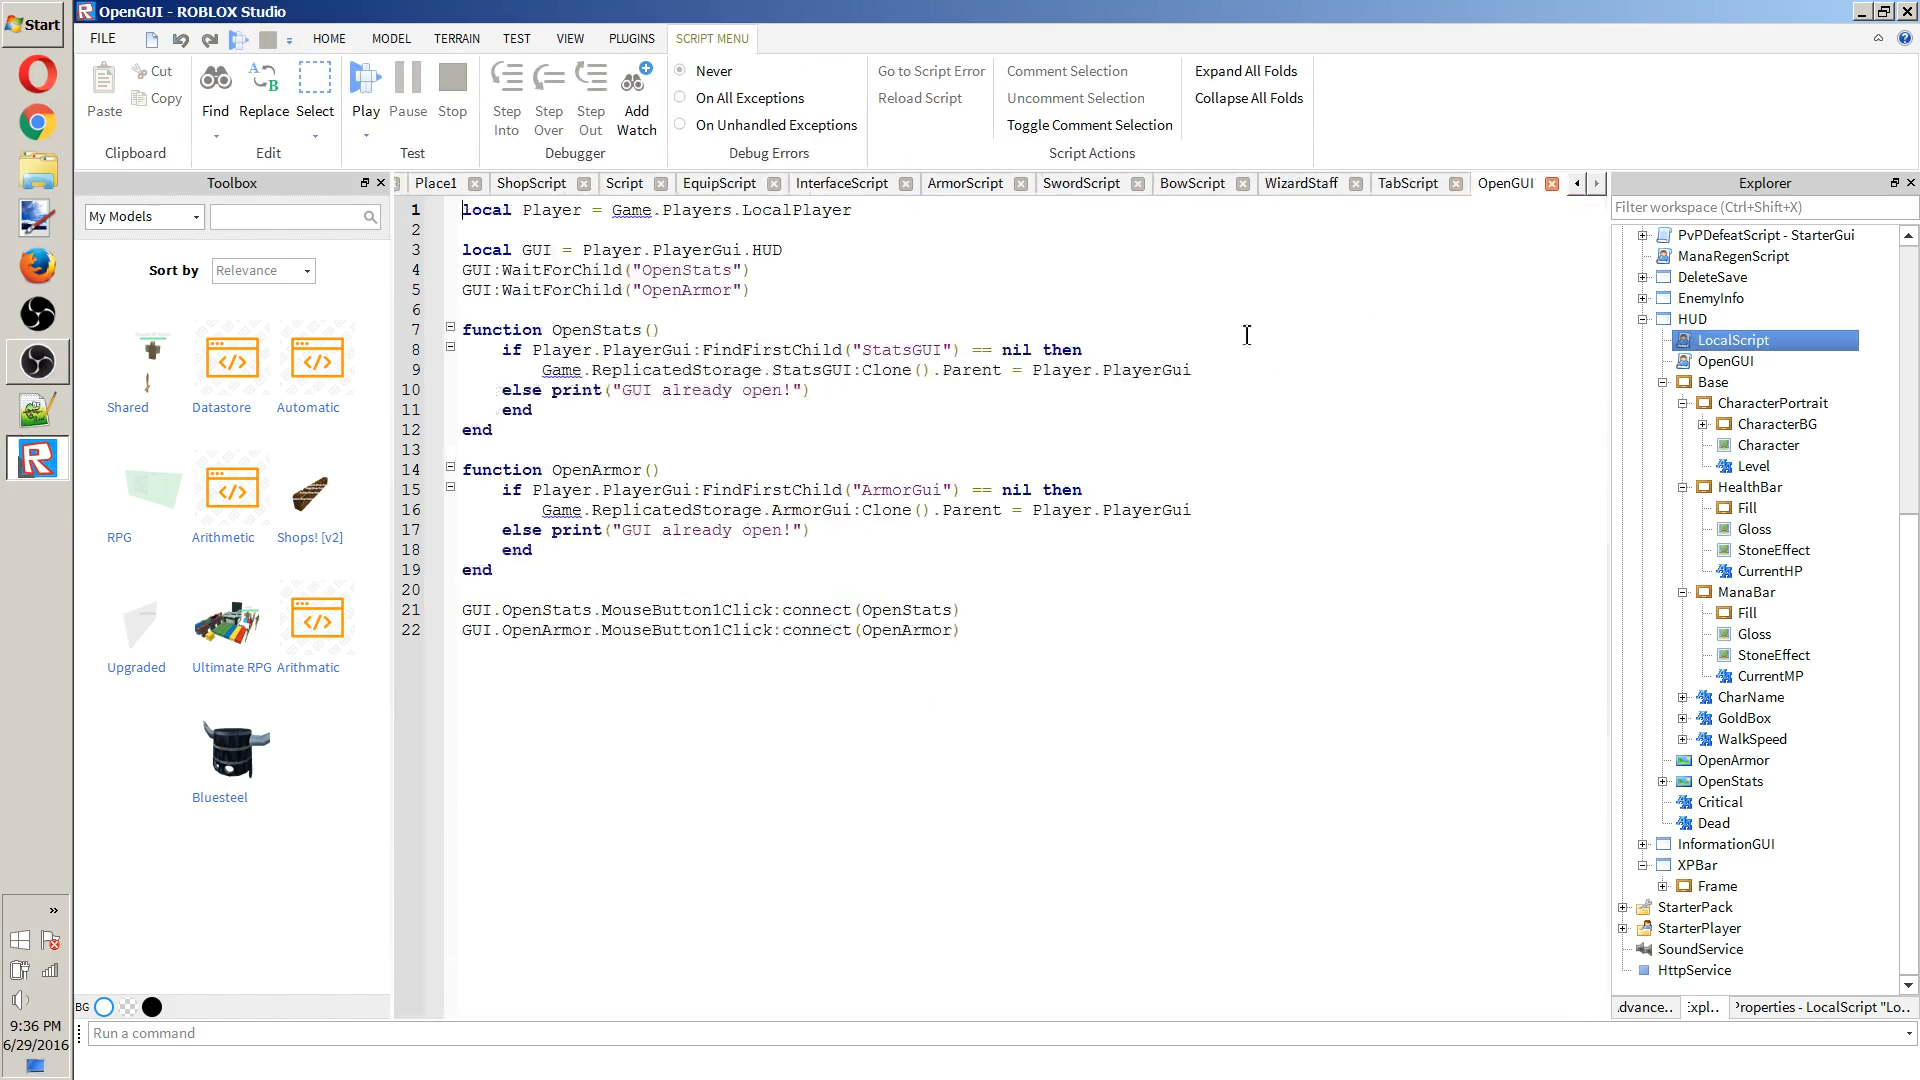 Start
OpenGUI - ROBLOX Studio
FILE
HOME
MODEL
TERRAIN
TEST
VIEW
PLUGINS
SCRIPT MENU
Paste
Cut
Copy
Clipboard
Find
Replace
Select
Edit
Play
Pause
Stop
Test
Step Into
Step Over
Step Out
Add Watch
Debugger
Never
On All Exceptions
On Unhandled Exceptions
Debug Errors
Go to Script Error
Reload Script
Comment Selection
Uncomment Selection
Toggle Comment Selection
Script Actions
Expand All Folds
Collapse All Folds
Toolbox
My Models
Sort by
Relevance
Shared
Datastore
Automatic
RPG
Arithmetic
Shops! [v2]
Upgraded
Ultimate RPG
Arithmatic
Bluesteel
BG
Place1
ShopScript
Script
EquipScript
InterfaceScript
ArmorScript
SwordScript
BowScript
WizardStaff
TabScript
OpenGUI
1 local Player = Game.Players.LocalPlayer
2
3 local GUI = Player.PlayerGui.HUD
4 GUI:WaitForChild("OpenStats")
5 GUI:WaitForChild("OpenArmor")
6
7 function OpenStats()
8 if Player.PlayerGui:FindFirstChild("StatsGUI") == nil then
9 Game.ReplicatedStorage.StatsGUI:Clone().Parent = Player.PlayerGui
10 else print("GUI already open!")
11 end
12 end
13
14 function OpenArmor()
15 if Player.PlayerGui:FindFirstChild("ArmorGui") == nil then
16 Game.ReplicatedStorage.ArmorGui:Clone().Parent = Player.PlayerGui
17 else print("GUI already open!")
18 end
19 end
20
21 GUI.OpenStats.MouseButton1Click:connect(OpenStats)
22 GUI.OpenArmor.MouseButton1Click:connect(OpenArmor)
Explorer
Filter workspace (Ctrl+Shift+X)
PvPDefeatScript - StarterGui
ManaRegenScript
DeleteSave
EnemyInfo
HUD
LocalScript
OpenGUI
Base
CharacterPortrait
CharacterBG
Character
Level
HealthBar
Fill
Gloss
StoneEffect
CurrentHP
ManaBar
Fill
Gloss
StoneEffect
CurrentMP
CharName
GoldBox
WalkSpeed
OpenArmor
OpenStats
Critical
Dead
InformationGUI
XPBar
Frame
StarterPack
StarterPlayer
SoundService
HttpService
dvance..
Expl..
Properties - LocalScript "Lo...
Run a command
9:36 PM
6/29/2016